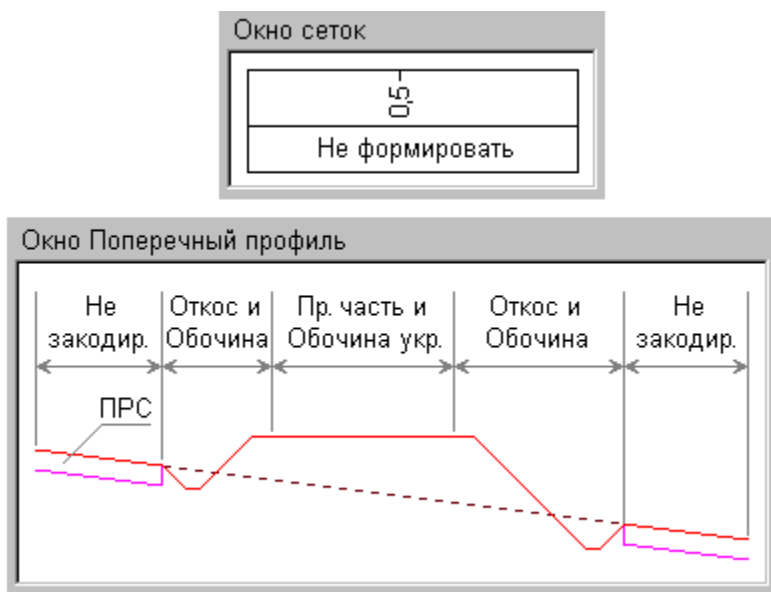 Окно сеток
0,5
Не формировать
Окно Поперечный профиль
Не Откос и Пр. часть и Откос и Не
закодир. Обочина Обочина укр. Обочина закодир.
ПРС